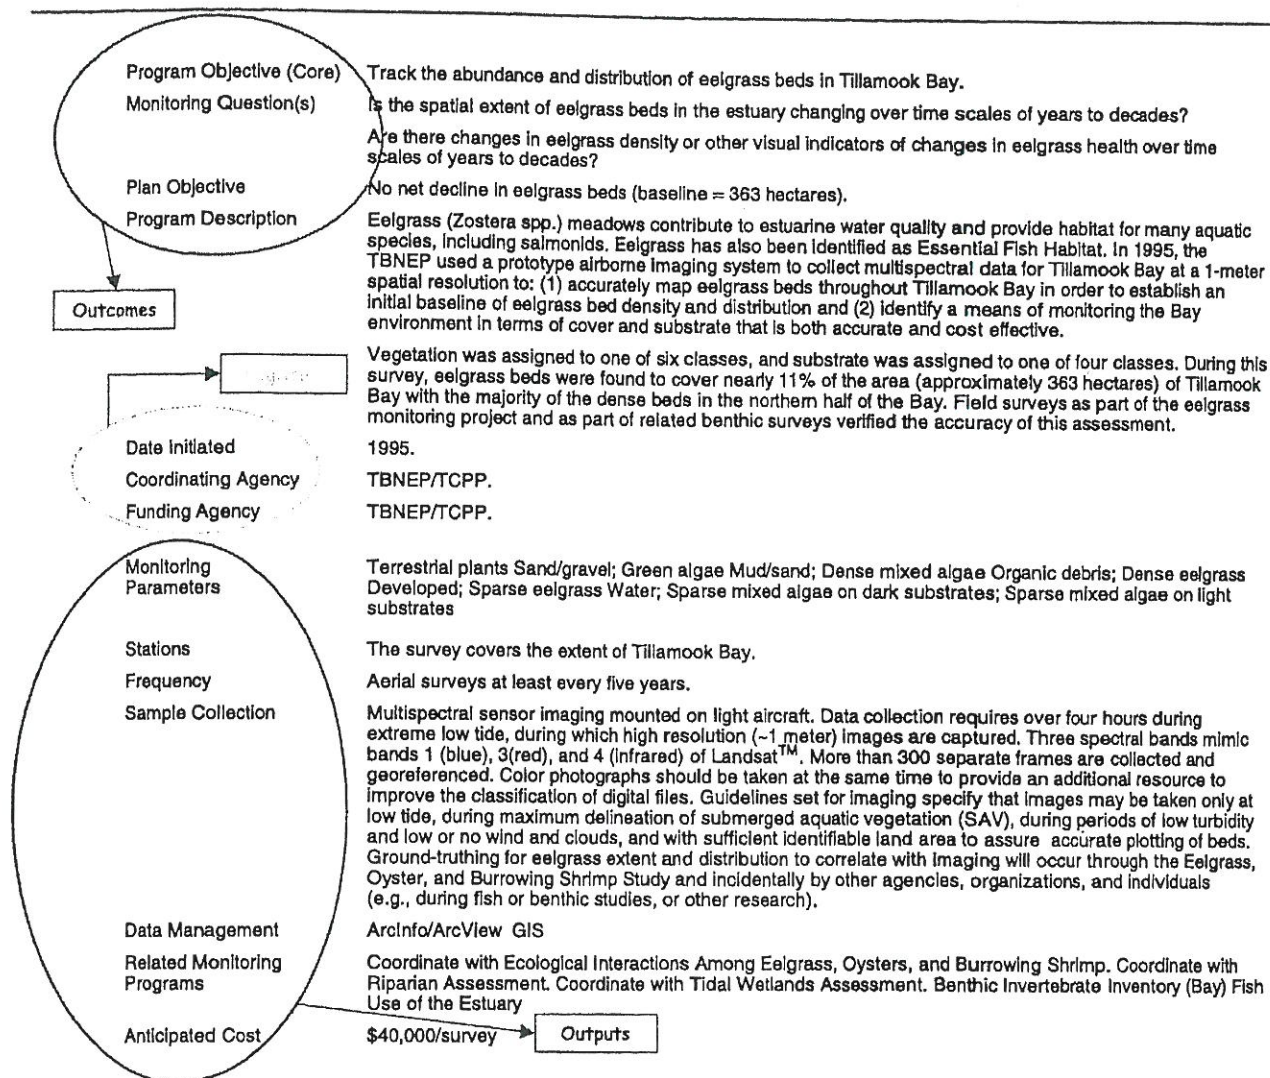 Program Objective (Core) Track the abundance and distribution of eelgrass beds in Tillamook Bay.
Monitoring Question(s) Is the spatial extent of eelgrass beds in the estuary changing over time scales of years to decades?
Are there changes in eelgrass density or other visual indicators of changes in eelgrass health over time
scales of years to decades?
Plan Objective No net decline in eelgrass beds (baseline = 363 hectares).
Program Description Eelgrass (Zostera spp.) meadows contribute to estuarine water quality and provide habitat for many aquatic
species, including salmonids. Eelgrass has also been identified as Essential Fish Habitat. In 1995, the
TBNEP used a prototype airborne imaging system to collect multispectral data for Tillamook Bay at a 1-meter
spatial resolution to: (1) accurately map eelgrass beds throughout Tillamook Bay in order to establish an
initial baseline of eelgrass bed density and distribution and (2) identify a means of monitoring the Bay
environment in terms of cover and substrate that is both accurate and cost effective.
Outcomes
Vegetation was assigned to one of six classes, and substrate was assigned to one of four classes. During this
survey, eelgrass beds were found to cover nearly 11% of the area (approximately 363 hectares) of Tillamook
Bay with the majority of the dense beds in the northern half of the Bay. Field surveys as part of the eelgrass
monitoring project and as part of related benthic surveys verified the accuracy of this assessment.
Date Initiated 1995.
Coordinating Agency TBNEP/TCPP.
Funding Agency TBNEP/TCPP.
Monitoring Terrestrial plants Sand/gravel; Green algae Mud/sand; Dense mixed algae Organic debris; Dense eelgrass
Parameters Developed; Sparse eelgrass Water; Sparse mixed algae on dark substrates; Sparse mixed algae on light
substrates
Stations The survey covers the extent of Tillamook Bay.
Frequency Aerial surveys at least every five years.
Sample Collection Multispectral sensor imaging mounted on light aircraft. Data collection requires over four hours during
extreme low tide, during which high resolution (~1 meter) images are captured. Three spectral bands mimic
bands 1 (blue), 3(red), and 4 (infrared) of Landsat™. More than 300 separate frames are collected and
georeferenced. Color photographs should be taken at the same time to provide an additional resource to
improve the classification of digital files. Guidelines set for imaging specify that images may be taken only at
low tide, during maximum delineation of submerged aquatic vegetation (SAV), during periods of low turbidity
and low or no wind and clouds, and with sufficient identifiable land area to assure accurate plotting of beds.
Ground-truthing for eelgrass extent and distribution to correlate with imaging will occur through the Eelgrass,
Oyster, and Burrowing Shrimp Study and incidentally by other agencies, organizations, and individuals
(e.g., during fish or benthic studies, or other research).
Data Management ArcInfo/ArcView GIS
Related Monitoring Coordinate with Ecological Interactions Among Eelgrass, Oysters, and Burrowing Shrimp. Coordinate with
Programs Riparian Assessment. Coordinate with Tidal Wetlands Assessment. Benthic Invertebrate Inventory (Bay) Fish
Use of the Estuary
Anticipated Cost $40,000/survey Outputs